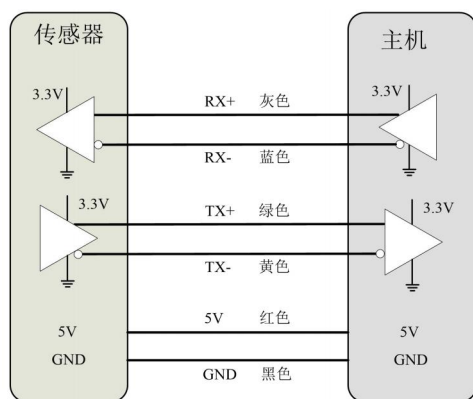 传感器
主机
3.3V
RX+ 灰色
3.3V
RX- 蓝色
3.3V
TX+ 绿色
3.3V
TX- 黄色
5V
5V 红色
5V
GND
GND 黑色
GND